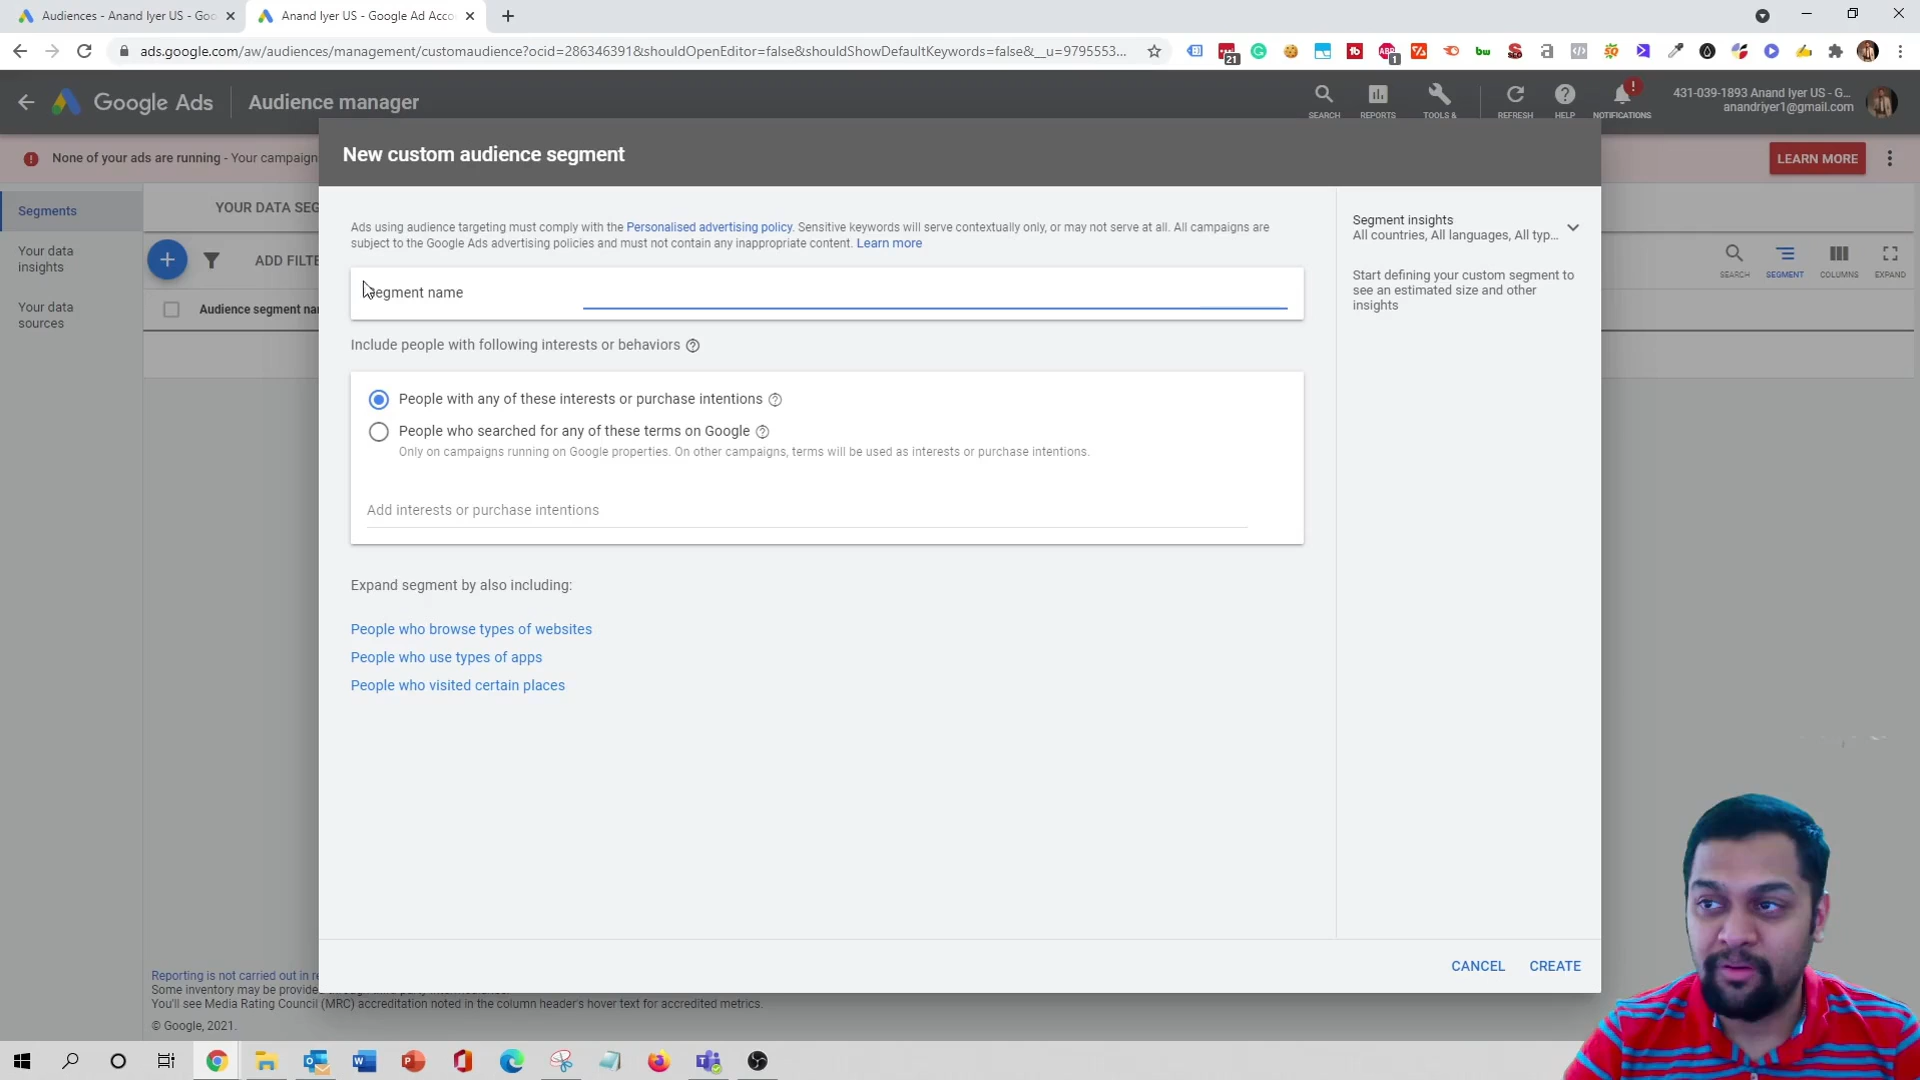 Audiences - Anand Iyer US - Goo
Anand Iyer US - Google Ad Acco
ads.google.com/aw/audiences/management/customaudience?ocid=286346391&shouldOpenEditor=false&shouldShowDefaultKeywords=false&__u=9795553...
21
1
Google Ads
Audience manager
SEARCH
REPORTS
TOOLS &
REFRESH
HELP
NOTIFICATIONS
431-039-1893 Anand Iyer US - G...
anandriyer1@gmail.com
None of your ads are running - Your campaign
LEARN MORE
New custom audience segment
Segments
Your data
insights
Your data
sources
YOUR DATA SEG
ADD FILTE
Audience segment nar
Ads using audience targeting must comply with the Personalised advertising policy. Sensitive keywords will serve contextually only, or may not serve at all. All campaigns are
subject to the Google Ads advertising policies and must not contain any inappropriate content. Learn more
Segment name
Include people with following interests or behaviors
People with any of these interests or purchase intentions
People who searched for any of these terms on Google
Only on campaigns running on Google properties. On other campaigns, terms will be used as interests or purchase intentions.
Add interests or purchase intentions
Expand segment by also including:
People who browse types of websites
People who use types of apps
People who visited certain places
Segment insights
All countries, All languages, All typ...
Start defining your custom segment to
see an estimated size and other
insights
SEARCH
SEGMENT
COLUMNS
EXPAND
CANCEL
CREATE
Reporting is not carried out in re
Some inventory may be provide
You'll see Media Rating Council (MRC) accreditation noted in the column header's hover text for accredited metrics.
© Google, 2021.